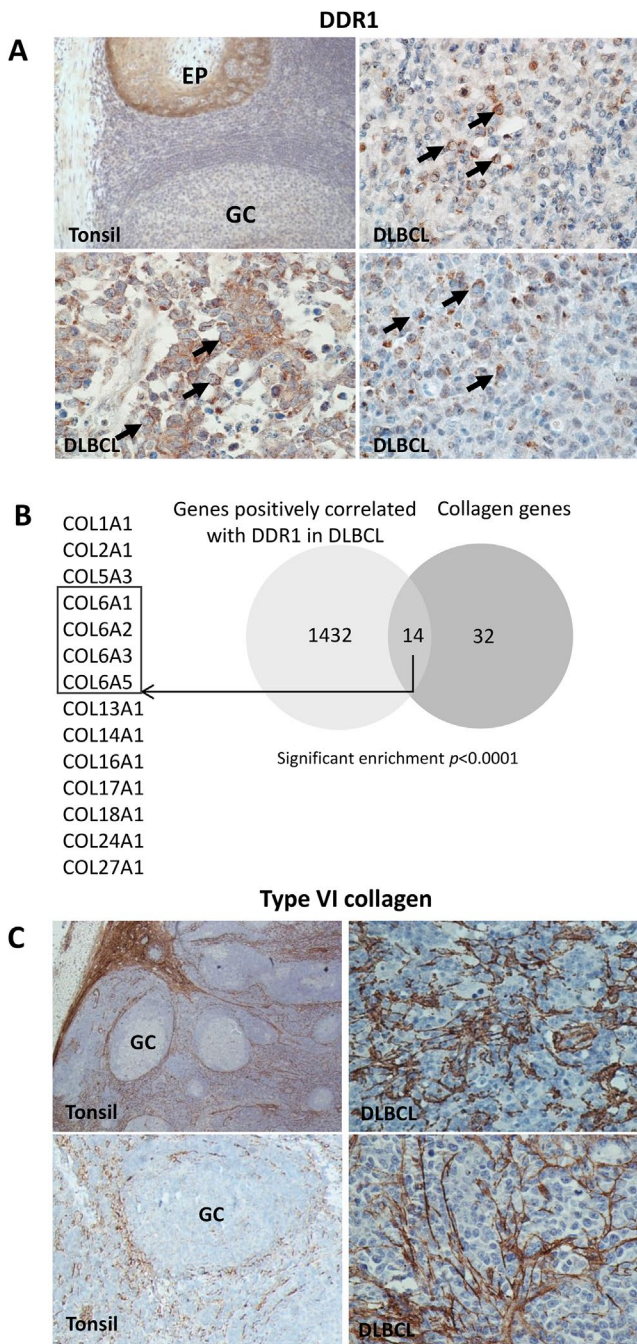 DDR1
A
EP
GC
Tonsil
DLBCL
DLBCL
DLBCL
B
COL1A1
COL2A1
COL5A3
COL6A1
COL6A2
COL6A3
COL6A5
COL13A1
COL14A1
COL16A1
COL17A1
COL18A1
COL24A1
COL27A1
Genes positively correlated
with DDR1 in DLBCL
Collagen genes
1432
14
32
Significant enrichment p<0.0001
Type VI collagen
C
GC
Tonsil
DLBCL
GC
Tonsil
DLBCL